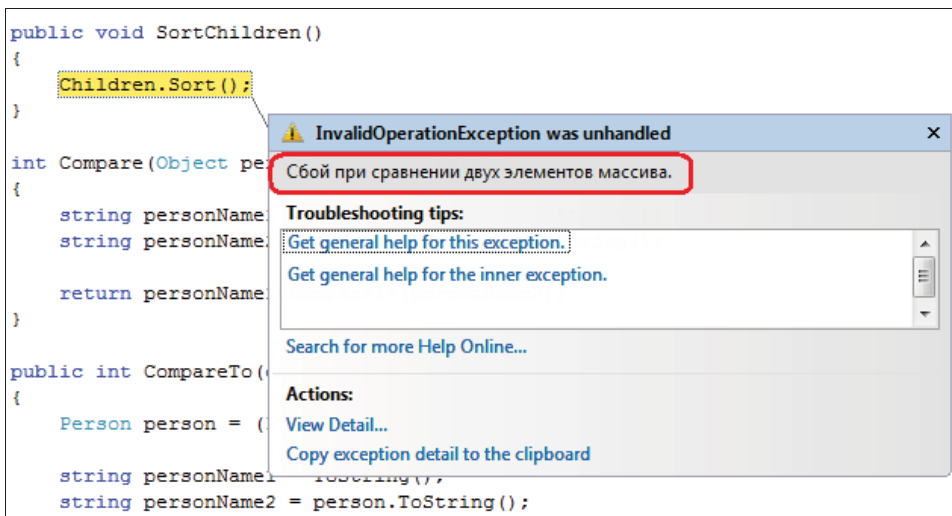 public void SortChildren()
{
Children.Sort();
}
InvalidOperationException was unhandled
int Compare(Object
Сбой при сравнении двух элементов массива.
{
string
Troubleshooting tips:
string
Get general help for this exception.
Get general help for the inner exception.
return
}
Search for more Help Online...
public int CompareTo(
Actions:
{
Person person = (
View Detail...
Copy exception detail to the clipboard
string personName1 = ToString();
string personName2 = person.ToString();